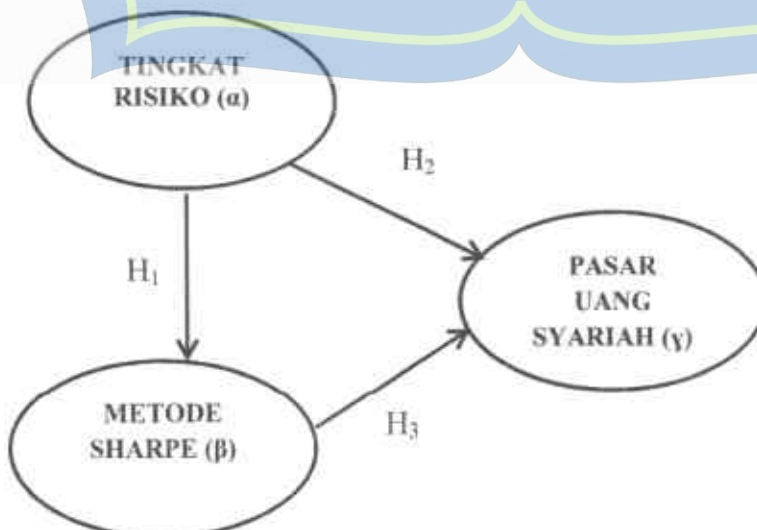 TINGKAT
RISIKO (α)
H₂
H₁
PASAR
UANG
SYARIAH (γ)
METODE
SHARPE (β)
H₃